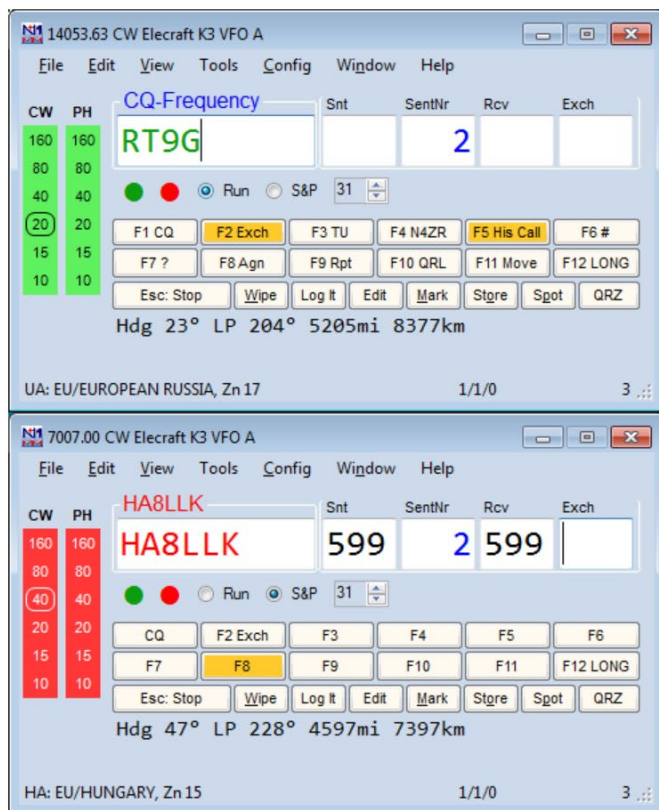 N1MM 14053.63 CW Elecraft K3 VFO A
File Edit View Tools Config Window Help
CW PH CQ-Frequency Snt SentNr Rcv Exch
RT9G 2
160 160
80 80
40 40
20 20
15 15
10 10
Run S&P 31
F1 CQ F2 Exch F3 TU F4 N4ZR F5 His Call F6 #
F7 ? F8 Agn F9 Rpt F10 QRL F11 Move F12 LONG
Esc: Stop Wipe Log It Edit Mark Store Spot QRZ
Hdg 23° LP 204° 5205mi 8377km
UA: EU/EUROPEAN RUSSIA, Zn 17 1/1/0 3
N1MM 7007.00 CW Elecraft K3 VFO A
File Edit View Tools Config Window Help
CW PH HA8LLK Snt SentNr Rcv Exch
HA8LLK 599 2 599
160 160
80 80
40 40
20 20
15 15
10 10
Run S&P 31
CQ F2 Exch F3 F4 F5 F6
F7 F8 F9 F10 F11 F12 LONG
Esc: Stop Wipe Log It Edit Mark Store Spot QRZ
Hdg 47° LP 228° 4597mi 7397km
HA: EU/HUNGARY, Zn 15 1/1/0 3